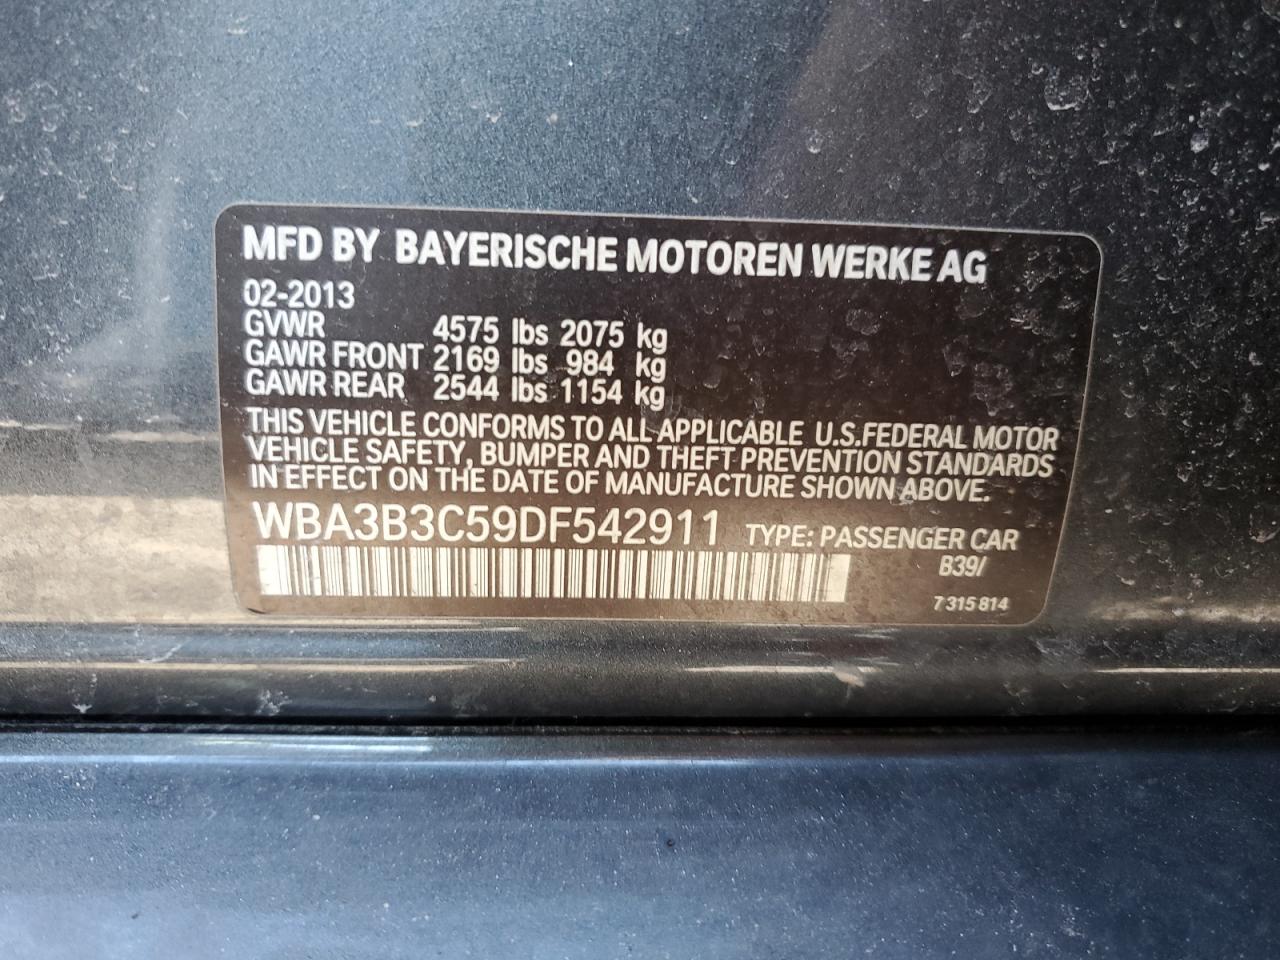 MFD BY BAYERISCHE MOTOREN WERKE AG
02-2013
GVWR 4575 lbs 2075 kg
GAWR FRONT 2169 lbs 984 kg
GAWR REAR 2544 lbs 1154 kg
THIS VEHICLE CONFORMS TO ALL APPLICABLE U.S.FEDERAL MOTOR
VEHICLE SAFETY, BUMPER AND THEFT PREVENTION STANDARDS
IN EFFECT ON THE DATE OF MANUFACTURE SHOWN ABOVE.
WBA3B3C59DF542911 TYPE: PASSENGER CAR
B39/
7 315 814